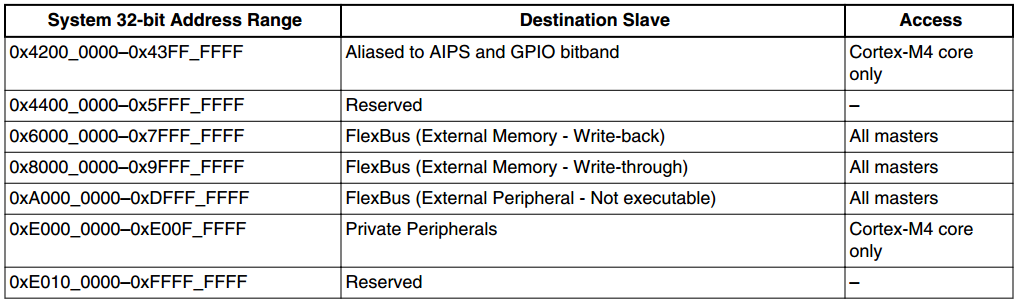 System 32-bit Address Range Destination Slave Access
0x4200_0000–0x43FF_FFFF Aliased to AIPS and GPIO bitband Cortex-M4 core
only
0x4400_0000–0x5FFF_FFFF Reserved –
0x6000_0000–0x7FFF_FFFF FlexBus (External Memory - Write-back) All masters
0x8000_0000–0x9FFF_FFFF FlexBus (External Memory - Write-through) All masters
0xA000_0000–0xDFFF_FFFF FlexBus (External Peripheral - Not executable) All masters
0xE000_0000–0xE00F_FFFF Private Peripherals Cortex-M4 core
only
0xE010_0000–0xFFFF_FFFF Reserved –